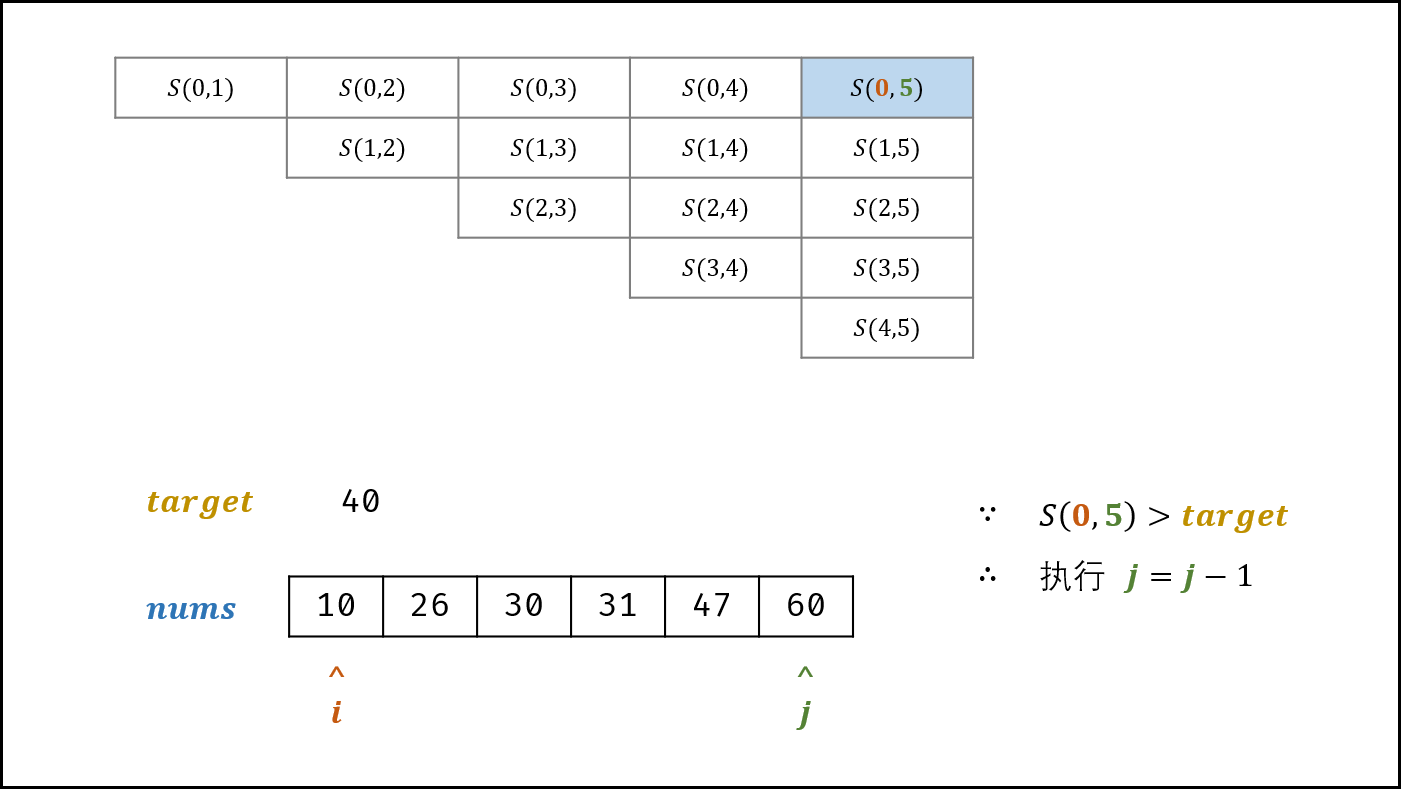 S(0,1) S(0,2) S(0,3) S(0,4) S(0, 5)
S(1,2) S(1,3) S(1,4) S(1,5)
S(2,3) S(2,4) S(2,5)
S(3,4) S(3,5)
S(4,5)
target 40
∵ S(0, 5) > target
∴ 执行 j = j − 1
nums 10 26 30 31 47 60
^ ^
i j